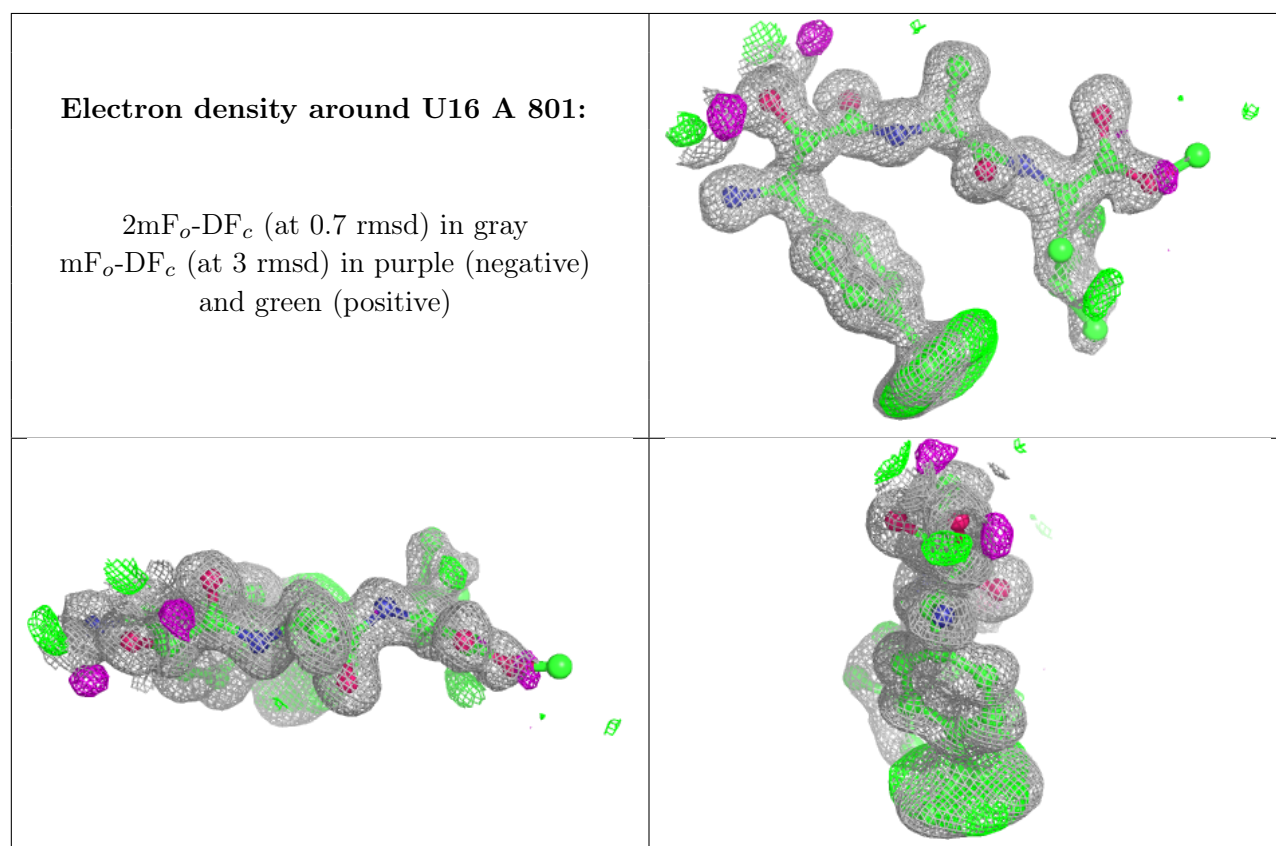 Electron density around U16 A 801:
2mFo-DFc (at 0.7 rmsd) in gray
mFo-DFc (at 3 rmsd) in purple (negative)
and green (positive)